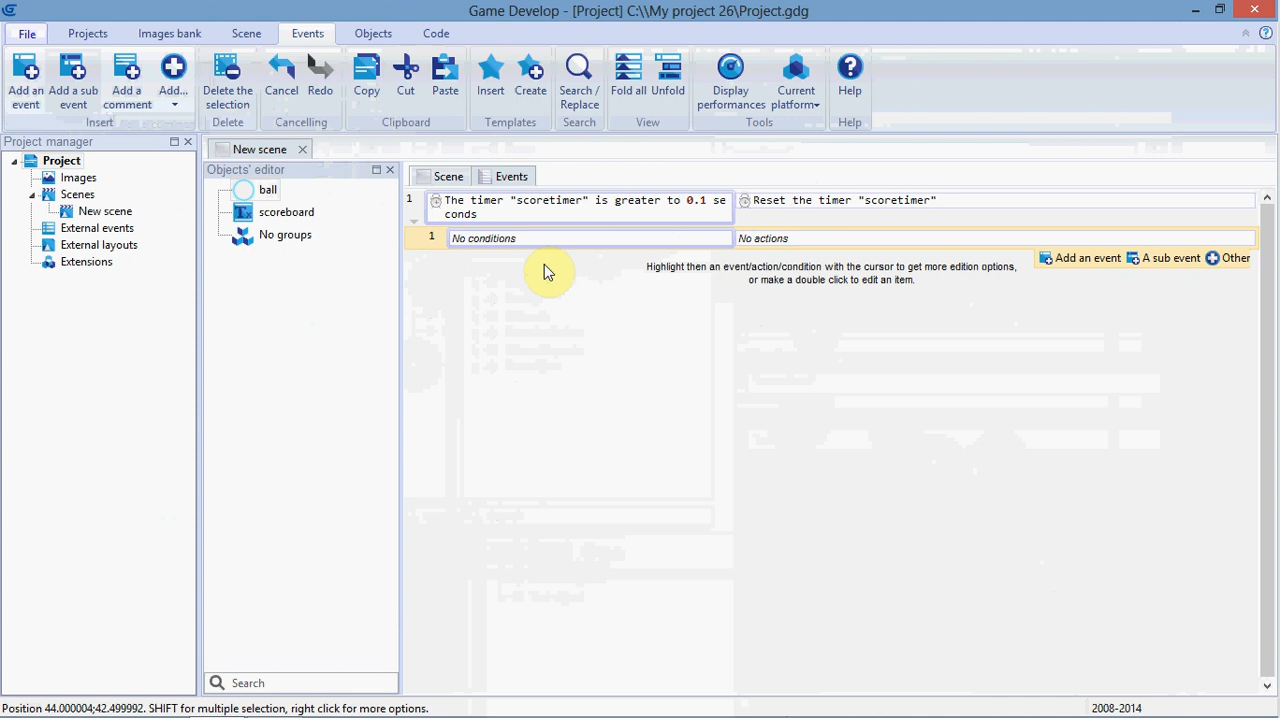 Game Develop - [Project] C:\\My project 26\Project.gdg
File Projects Images bank Scene Events Objects Code
Add an event
Add a sub event
Add a comment
Add...
Delete the selection
Cancel
Redo
Copy
Cut
Paste
Insert
Create
Search / Replace
Fold all
Unfold
Display performances
Current platform
Help
Insert Delete Cancelling Clipboard Templates Search View Tools Help
Project manager
Project
Images
Scenes
New scene
External events
External layouts
Extensions
New scene
Objects' editor
ball
scoreboard
No groups
Search
Scene Events
1 The timer "scoretimer" is greater to 0.1 se
conds
Reset the timer "scoretimer"
1 No conditions
No actions
Add an event A sub event Other
Highlight then an event/action/condition with the cursor to get more edition options,
or make a double click to edit an item.
Position 44.000004;42.499992. SHIFT for multiple selection, right click for more options.
2008-2014